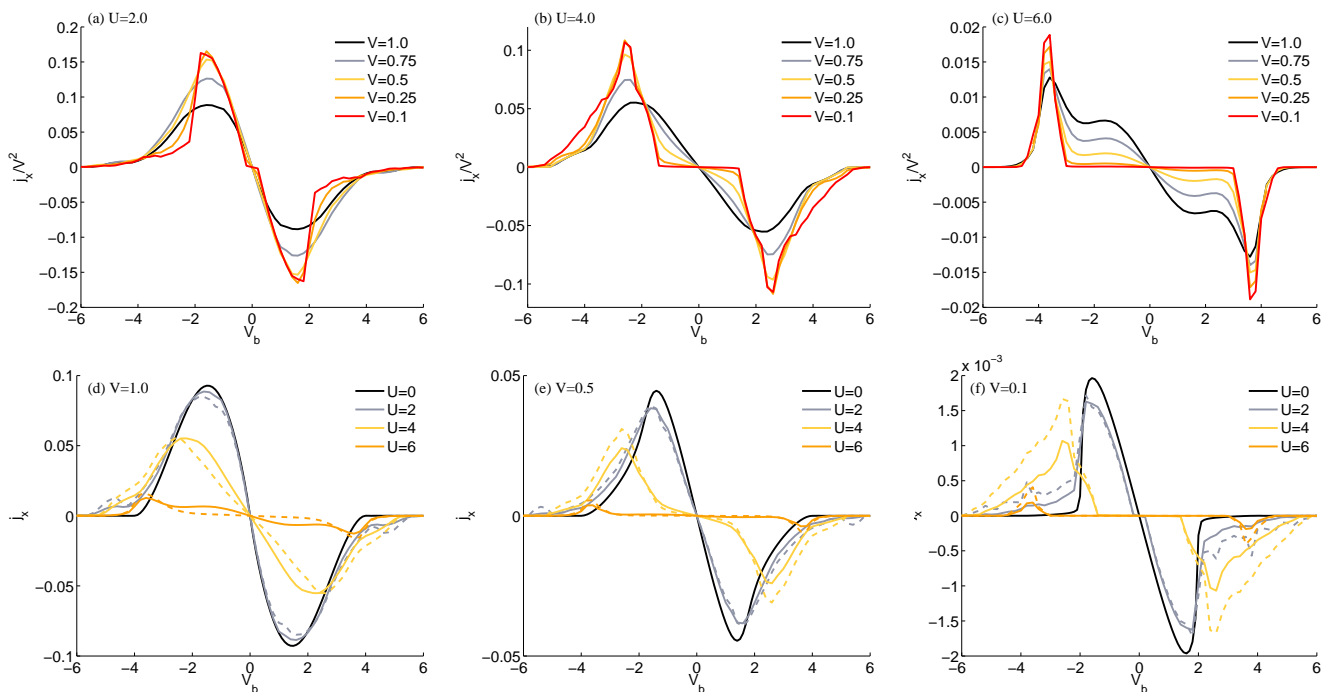 (a) U=2.0
V=1.0
V=0.75
V=0.5
V=0.25
V=0.1
0.2
0.15
0.1
0.05
0
−0.05
−0.1
−0.15
−0.2
j_x/V^2
−6 −4 −2 0 2 4 6
V_b
(b) U=4.0
V=1.0
V=0.75
V=0.5
V=0.25
V=0.1
0.1
0.05
0
−0.05
−0.1
j_x/V^2
−6 −4 −2 0 2 4 6
V_b
(c) U=6.0
V=1.0
V=0.75
V=0.5
V=0.25
V=0.1
0.02
0.015
0.01
0.005
0
−0.005
−0.01
−0.015
−0.02
j_x/V^2
−6 −4 −2 0 2 4 6
V_b
(d) V=1.0
U=0
U=2
U=4
U=6
0.1
0.05
0
−0.05
−0.1
j_x
−6 −4 −2 0 2 4 6
V_b
(e) V=0.5
U=0
U=2
U=4
U=6
0.05
0
−0.05
j_x
−6 −4 −2 0 2 4 6
V_b
x 10^−3
(f) V=0.1
U=0
U=2
U=4
U=6
2
1.5
1
0.5
0
−0.5
−1
−1.5
−2
−6 −4 −2 0 2 4 6
V_b